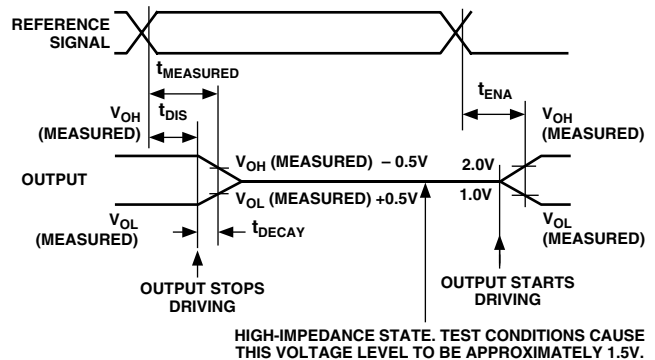 REFERENCE
SIGNAL
tMEASURED
tDIS
tENA
VOH
(MEASURED)
VOH
(MEASURED)
VOH (MEASURED) – 0.5V
2.0V
OUTPUT
VOL (MEASURED) +0.5V
1.0V
VOL
(MEASURED)
VOL
(MEASURED)
tDECAY
OUTPUT STOPS
DRIVING
OUTPUT STARTS
DRIVING
HIGH-IMPEDANCE STATE. TEST CONDITIONS CAUSE
THIS VOLTAGE LEVEL TO BE APPROXIMATELY 1.5V.